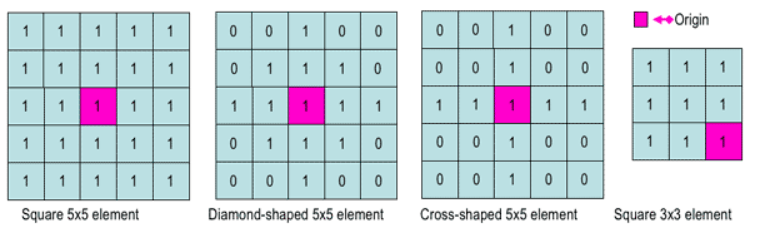 1 1 1 1 1
1 1 1 1 1
1 1 1 1 1
1 1 1 1 1
1 1 1 1 1
Square 5x5 element
0 0 1 0 0
0 1 1 1 0
1 1 1 1 1
0 1 1 1 0
0 0 1 0 0
Diamond-shaped 5x5 element
0 0 1 0 0
0 0 1 0 0
1 1 1 1 1
0 0 1 0 0
0 0 1 0 0
Cross-shaped 5x5 element
Origin
1 1 1
1 1 1
1 1 1
Square 3x3 element